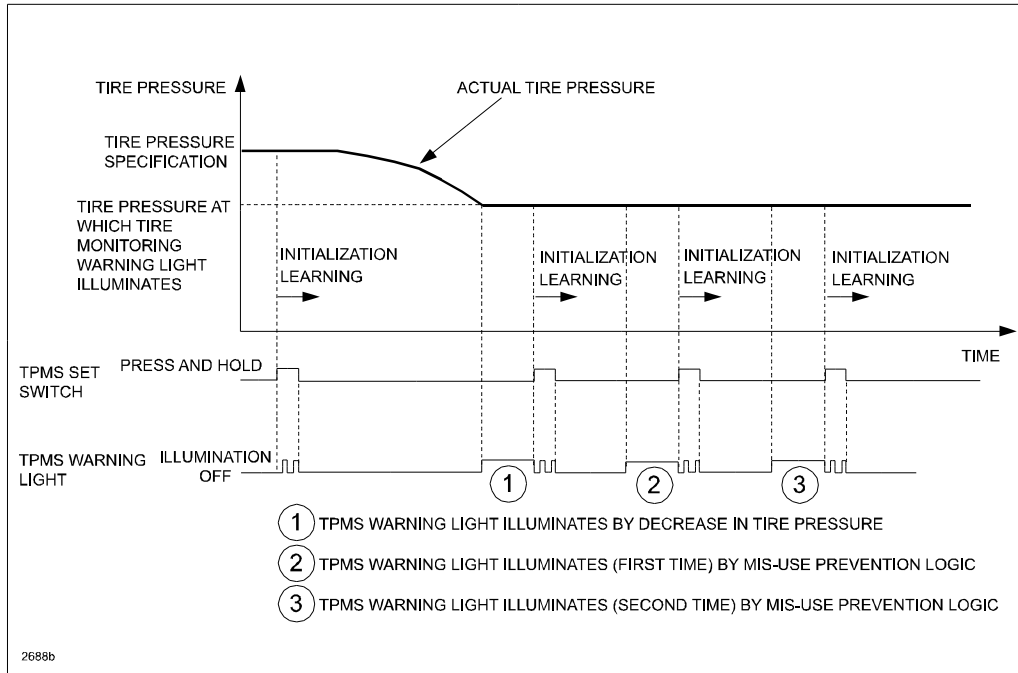 TIRE PRESSURE
ACTUAL TIRE PRESSURE
TIRE PRESSURE
SPECIFICATION
TIRE PRESSURE AT
WHICH TIRE
MONITORING
WARNING LIGHT
ILLUMINATES
INITIALIZATION
LEARNING
INITIALIZATION
LEARNING
INITIALIZATION
LEARNING
INITIALIZATION
LEARNING
TIME
TPMS SET
SWITCH
PRESS AND HOLD
TPMS WARNING
LIGHT
ILLUMINATION
OFF
1
2
3
1 TPMS WARNING LIGHT ILLUMINATES BY DECREASE IN TIRE PRESSURE
2 TPMS WARNING LIGHT ILLUMINATES (FIRST TIME) BY MIS-USE PREVENTION LOGIC
3 TPMS WARNING LIGHT ILLUMINATES (SECOND TIME) BY MIS-USE PREVENTION LOGIC
2688b